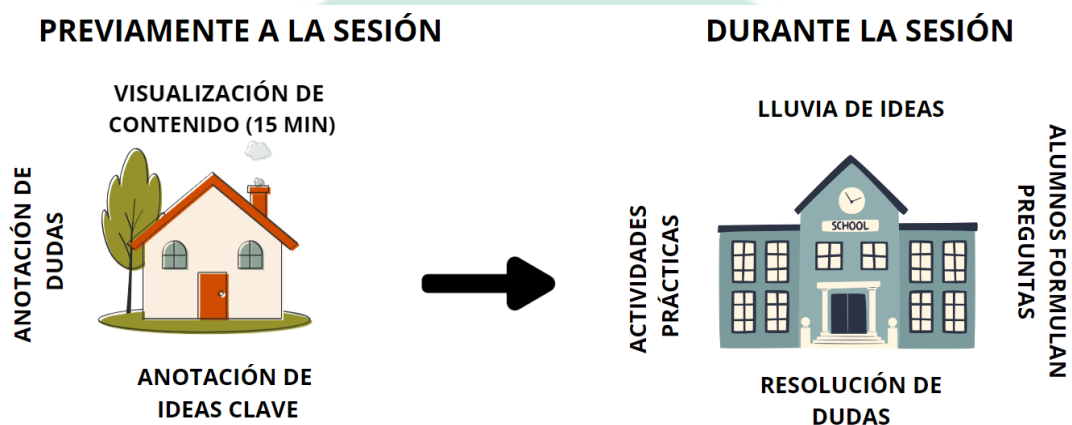 PREVIAMENTE A LA SESIÓN
VISUALIZACIÓN DE
CONTENIDO (15 MIN)
ANOTACIÓN DE
DUDAS
ANOTACIÓN DE
IDEAS CLAVE
DURANTE LA SESIÓN
LLUVIA DE IDEAS
ACTIVIDADES
PRÁCTICAS
SCHOOL
ALUMNOS FORMULAN
PREGUNTAS
RESOLUCIÓN DE
DUDAS